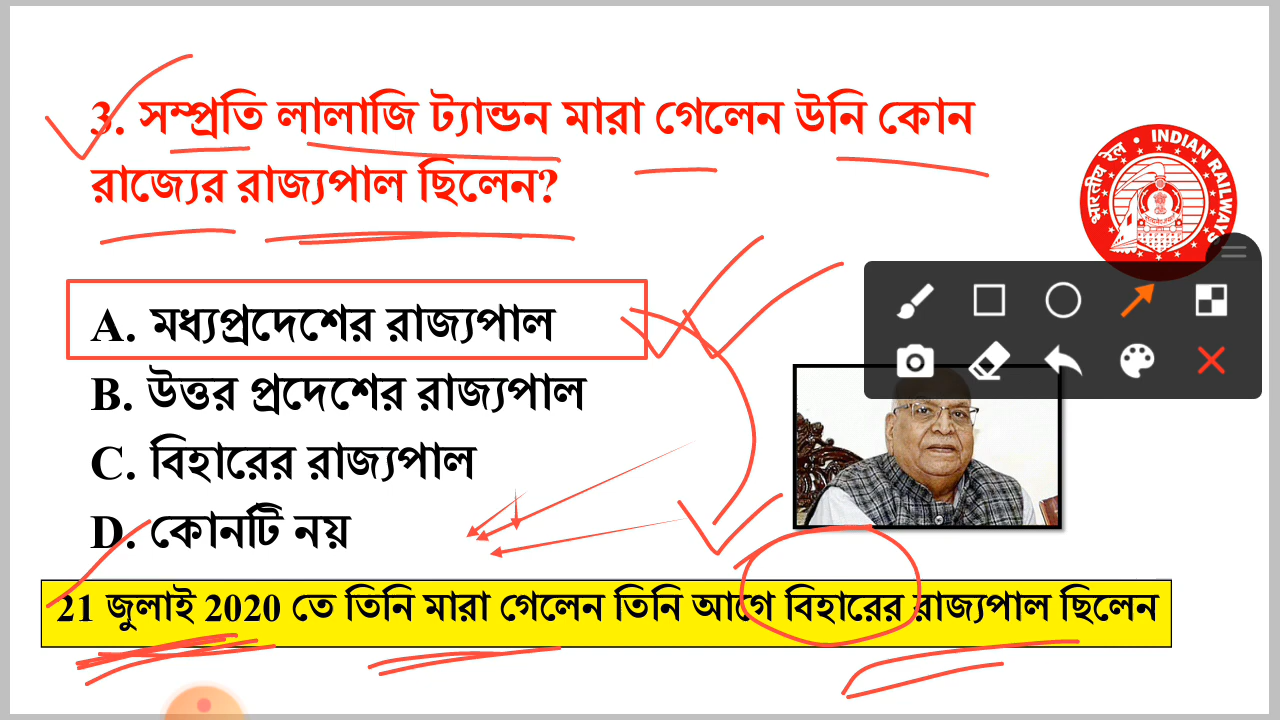 3. সম্প্রতি লালাজি ট্যান্ডন মারা গেলেন উনি কোন
রাজ্যের রাজ্যপাল ছিলেন?
भारतीय रेल • INDIAN RAILWAYS
A. মধ্যপ্রদেশের রাজ্যপাল
B. উত্তর প্রদেশের রাজ্যপাল
C. বিহারের রাজ্যপাল
D. কোনটি নয়
21 জুলাই 2020 তে তিনি মারা গেলেন তিনি আগে বিহারের রাজ্যপাল ছিলেন